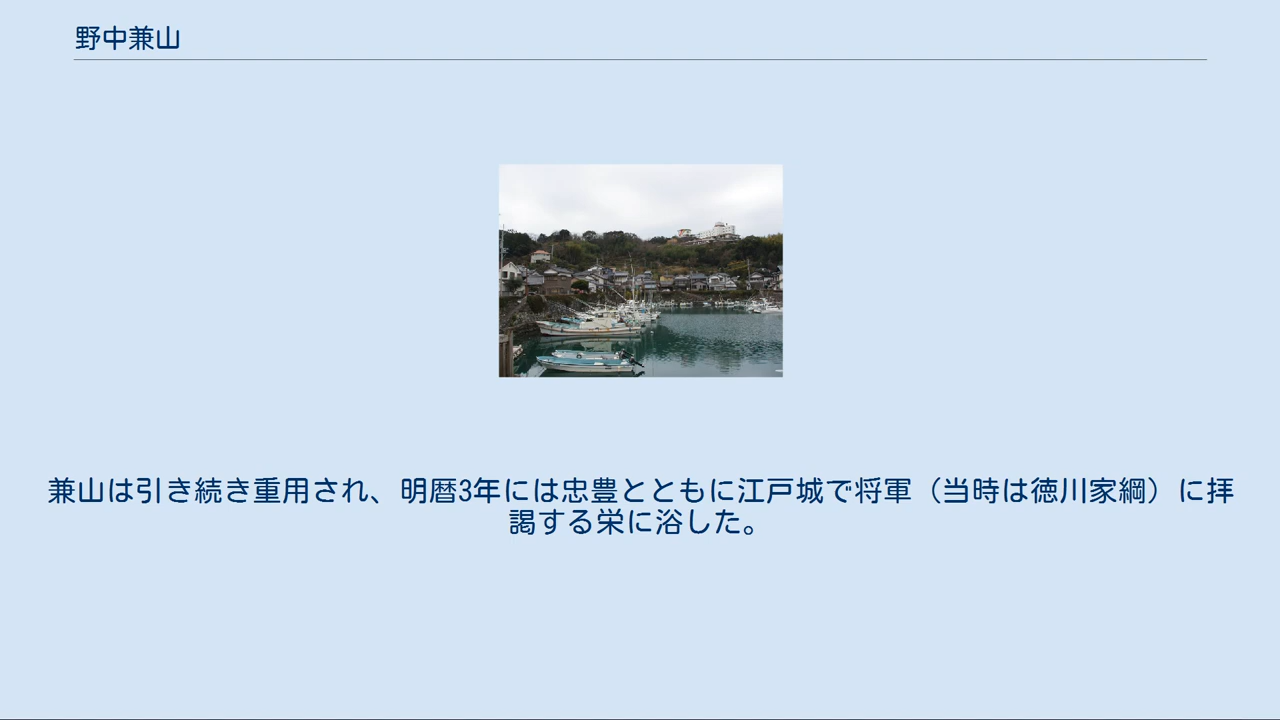 野中兼山
兼山は引き続き重用され、明暦3年には忠豊とともに江戸城で将軍（当時は徳川家綱）に拝
謁する栄に浴した。